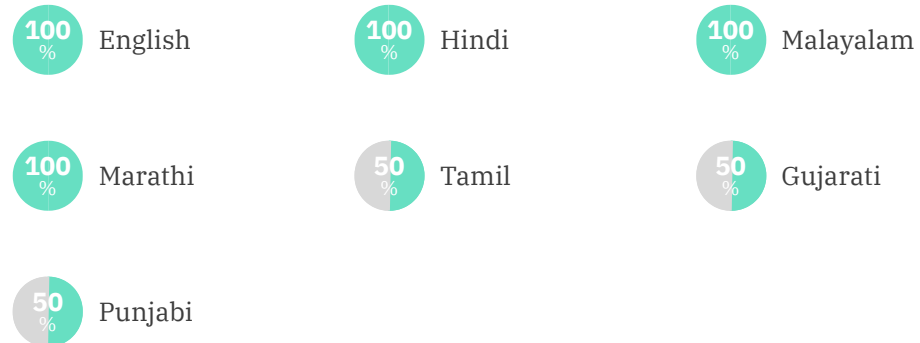 100 % English
100 % Hindi
100 % Malayalam
100 % Marathi
50 % Tamil
50 % Gujarati
50 % Punjabi